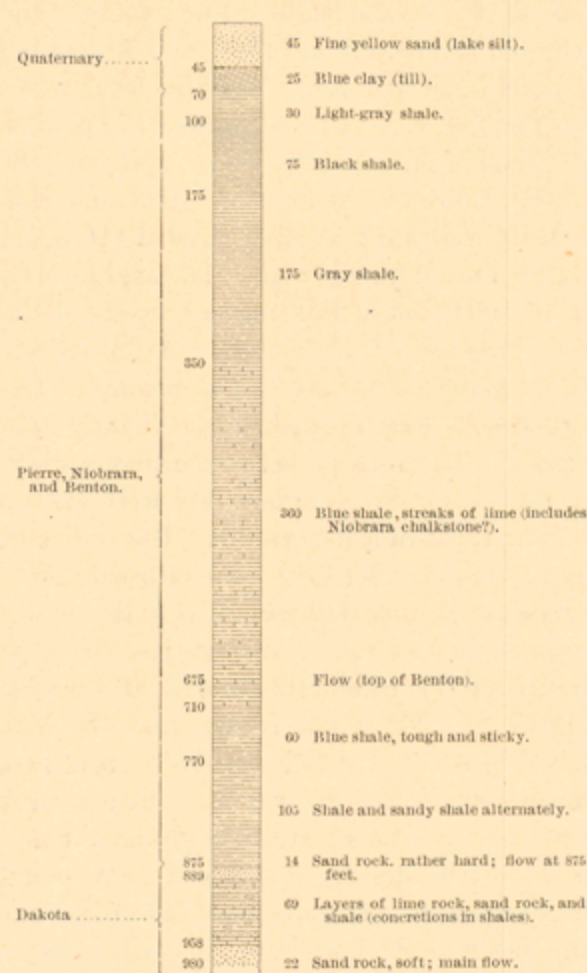 Quaternary.......
45 Fine yellow sand (lake silt).
45
25 Blue clay (till).
70
30 Light-gray shale.
100
75 Black shale.
175
175 Gray shale.
350
Pierre, Niobrara,
and Benton.
360 Blue shale, streaks of lime (includes
Niobrara chalkstone?).
675
Flow (top of Benton).
710
60 Blue shale, tough and sticky.
770
105 Shale and sandy shale alternately.
875
14 Sand rock. rather hard; flow at 875
feet.
889
69 Layers of lime rock, sand rock, and
shale (concretions in shales).
Dakota ..........
958
980
22 Sand rock, soft; main flow.